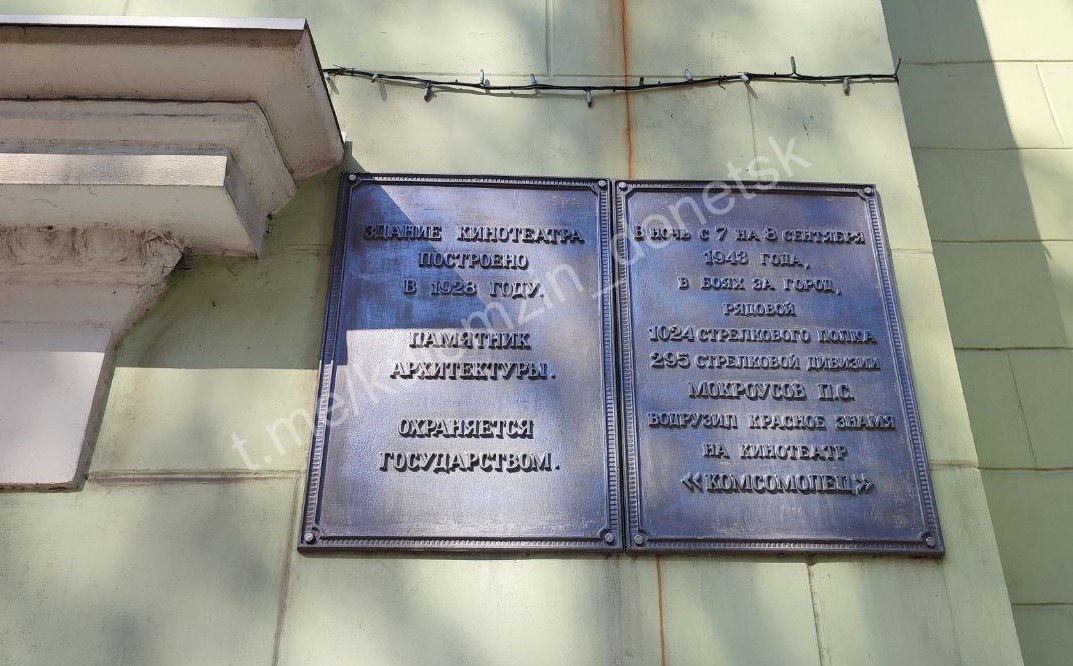 ЗДАНИЕ КИНОТЕАТРА
ПОСТРОЕНО
В 1928 ГОДУ.
ПАМЯТНИК
АРХИТЕКТУРЫ.
ОХРАНЯЕТСЯ
ГОСУДАРСТВОМ.
В НОЧЬ С 7 НА 8 СЕНТЯБРЯ
1943 ГОДА,
В БОЯХ ЗА ГОРОД,
РЯДОВОЙ
1024 СТРЕЛКОВОГО ПОЛКА
295 СТРЕЛКОВОЙ ДИВИЗИИ
МОКРОУСОВ П.С.
ВОДРУЗИЛ КРАСНОЕ ЗНАМЯ
НА КИНОТЕАТР
«КОМСОМОЛЕЦ»